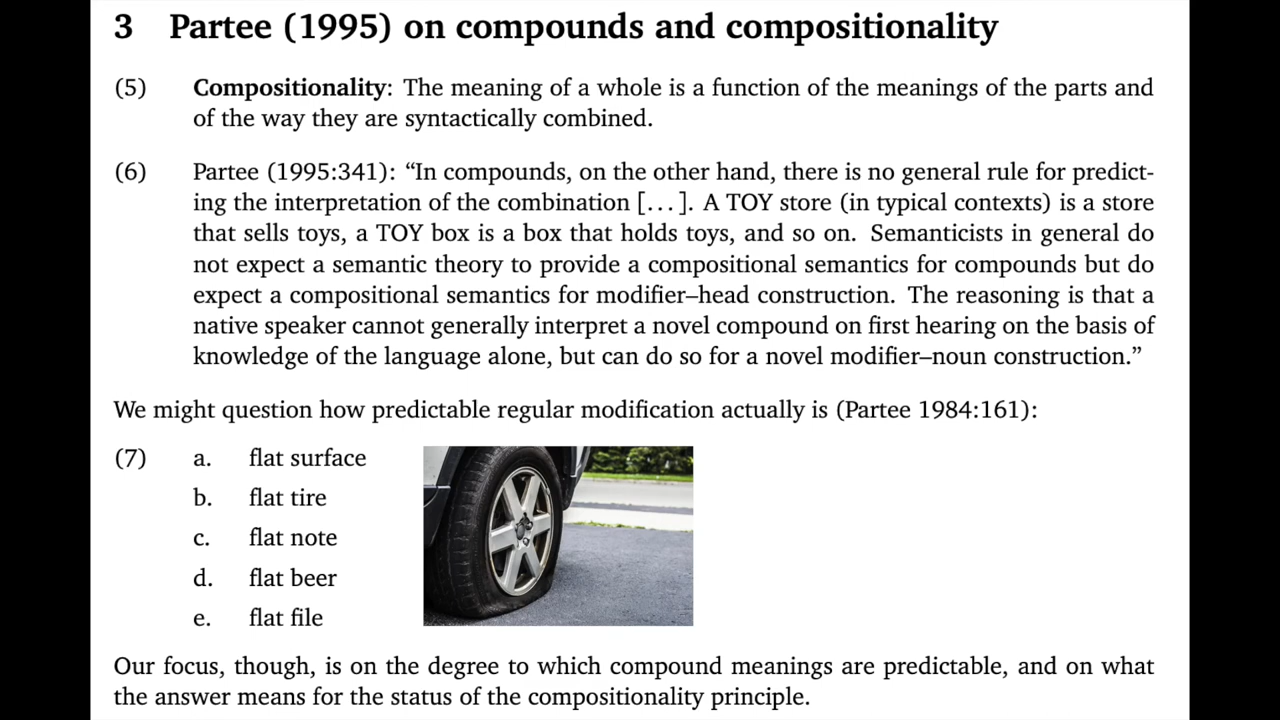 3 Partee (1995) on compounds and compositionality
(5) Compositionality: The meaning of a whole is a function of the meanings of the parts and
of the way they are syntactically combined.
(6) Partee (1995:341): “In compounds, on the other hand, there is no general rule for predict-
ing the interpretation of the combination [...]. A TOY store (in typical contexts) is a store
that sells toys, a TOY box is a box that holds toys, and so on. Semanticists in general do
not expect a semantic theory to provide a compositional semantics for compounds but do
expect a compositional semantics for modifier–head construction. The reasoning is that a
native speaker cannot generally interpret a novel compound on first hearing on the basis of
knowledge of the language alone, but can do so for a novel modifier–noun construction.”
We might question how predictable regular modification actually is (Partee 1984:161):
(7) a. flat surface
b. flat tire
c. flat note
d. flat beer
e. flat file
Our focus, though, is on the degree to which compound meanings are predictable, and on what
the answer means for the status of the compositionality principle.